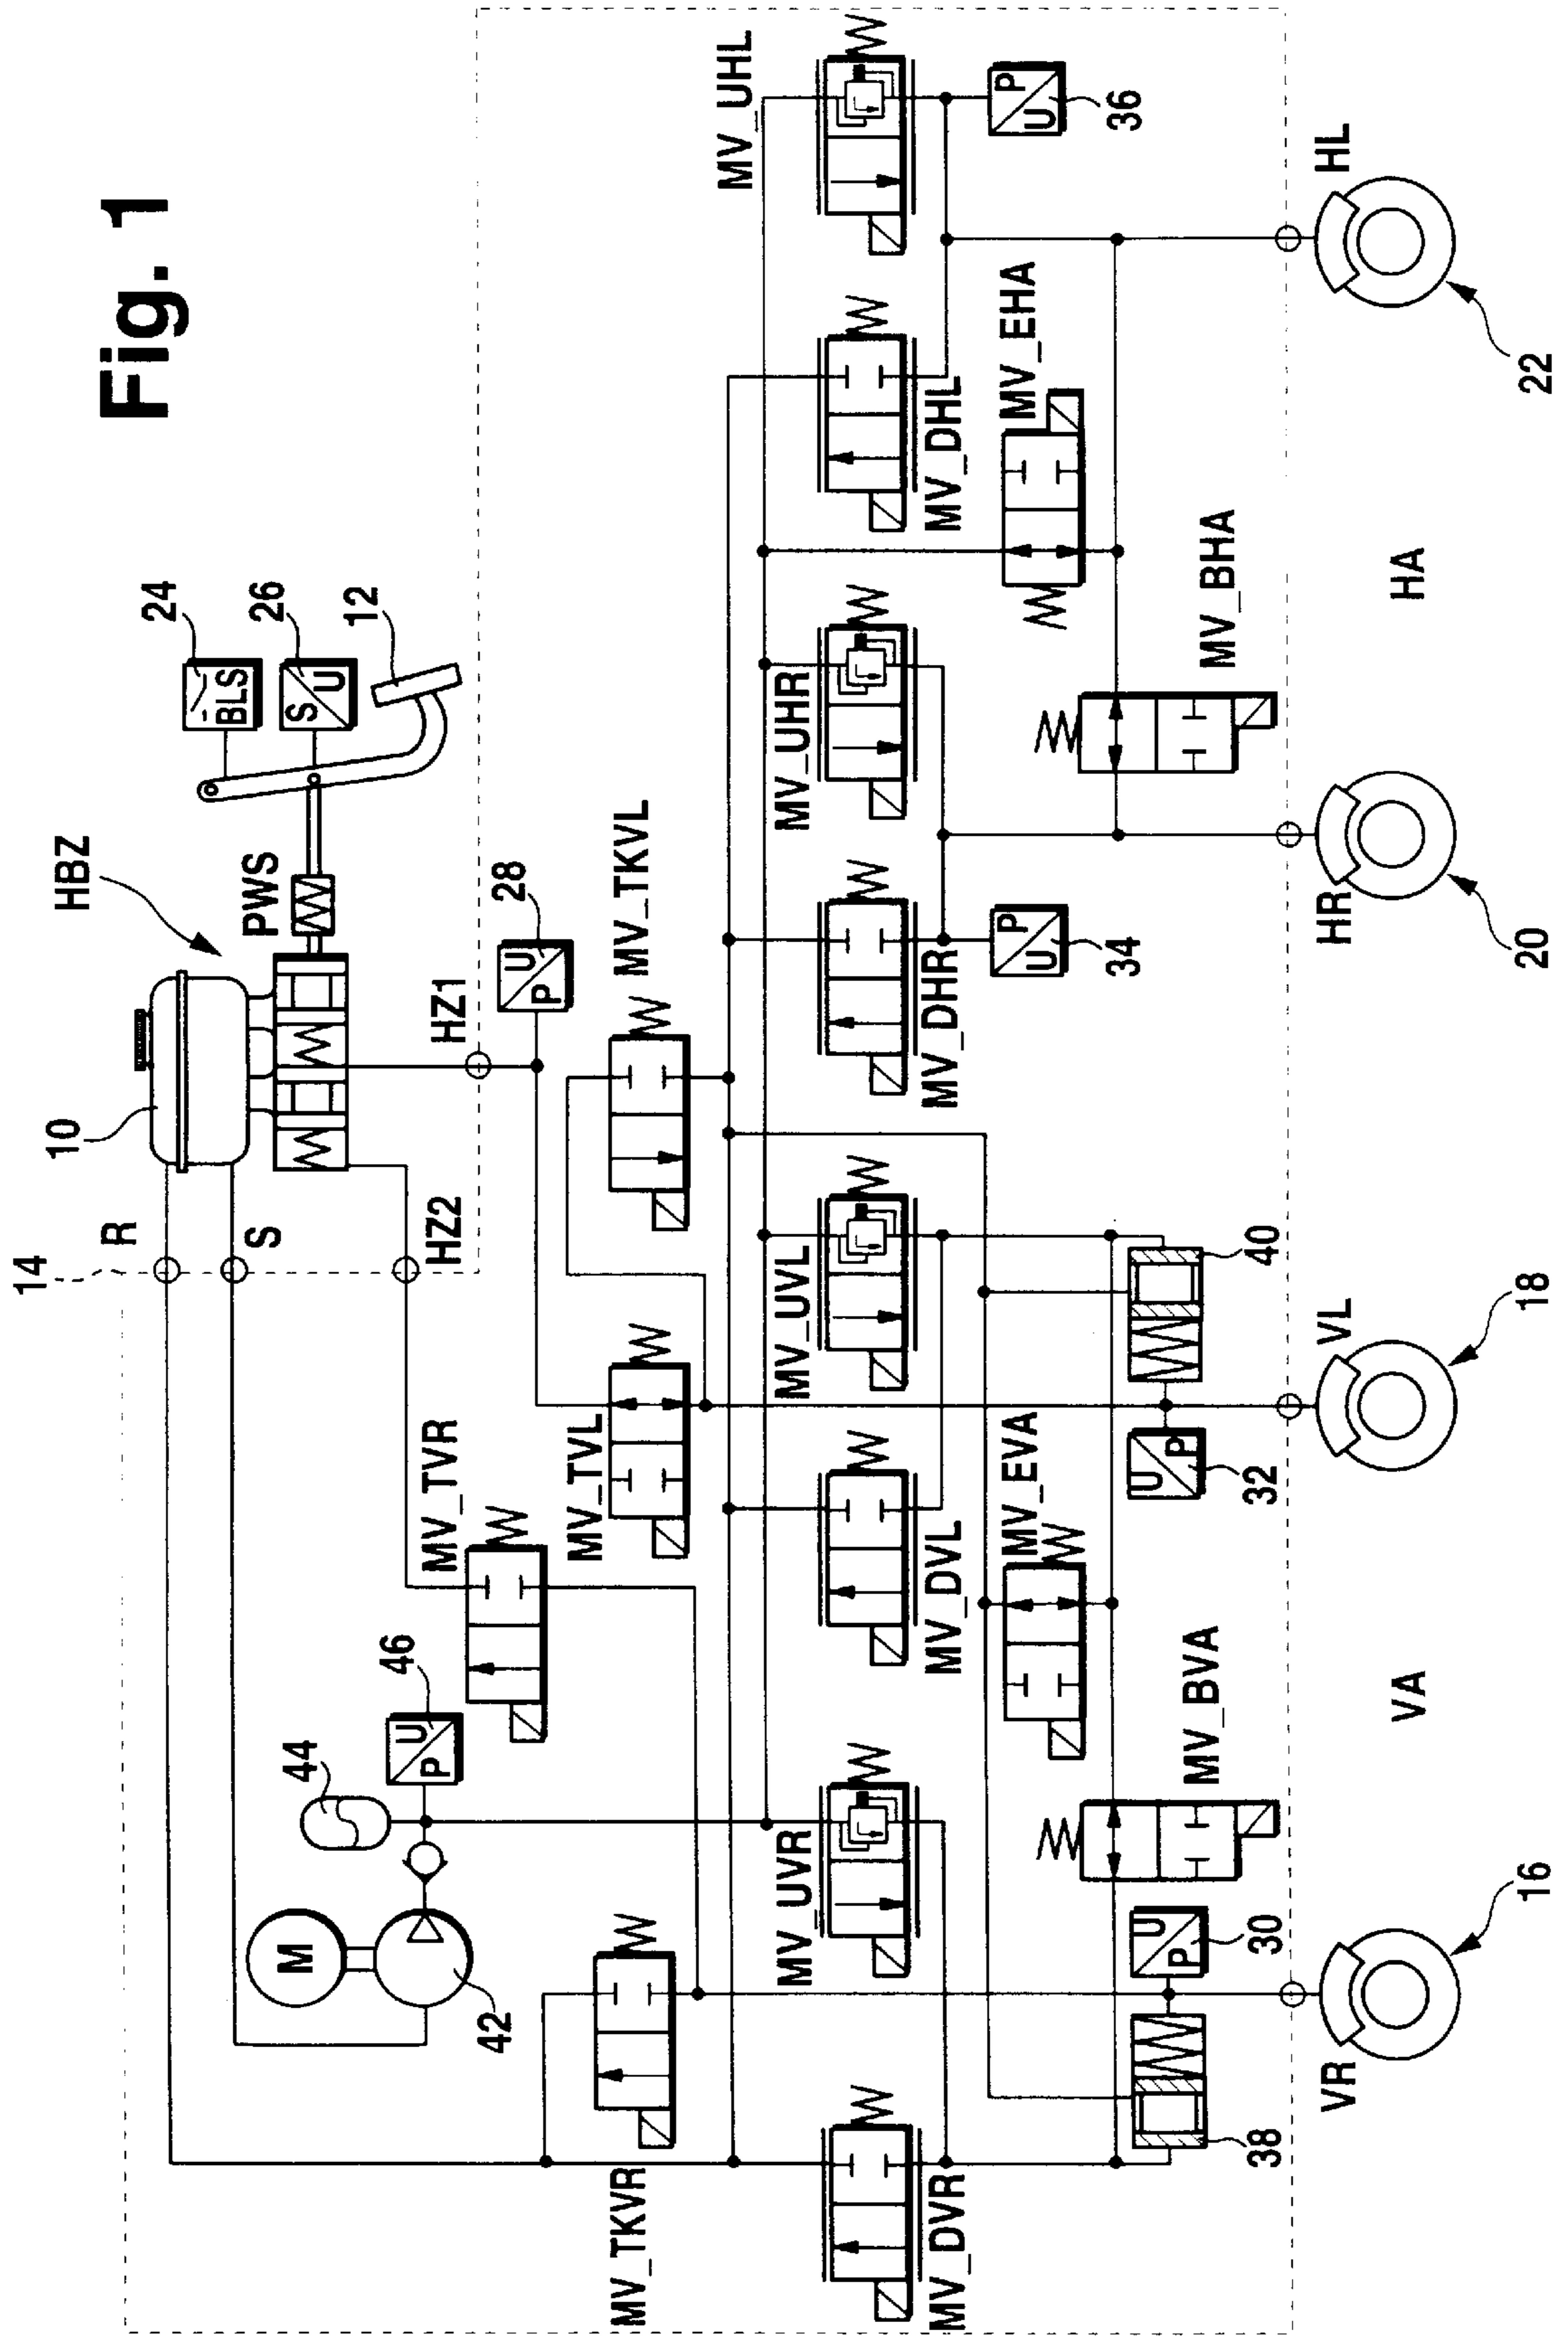 Fig. 1
14
R
S
10
HBZ
PWS
24
BLS
26
S
U
12
HZ2
HZ1
28
U
P
M
42
44
46
U
P
MV_TVR
MV_TVL
MV_TKVL
MV_TKVR
MV_UVR
MV_UVL
MV_UHR
MV_UHL
MV_DVR
MV_DVL
MV_DHR
MV_DHL
MV_EVA
MV_EHA
34
U
P
36
U
P
MV_BVA
MV_BHA
38
30
U
P
32
U
P
40
VR
16
VA
VL
18
HR
20
HA
HL
22